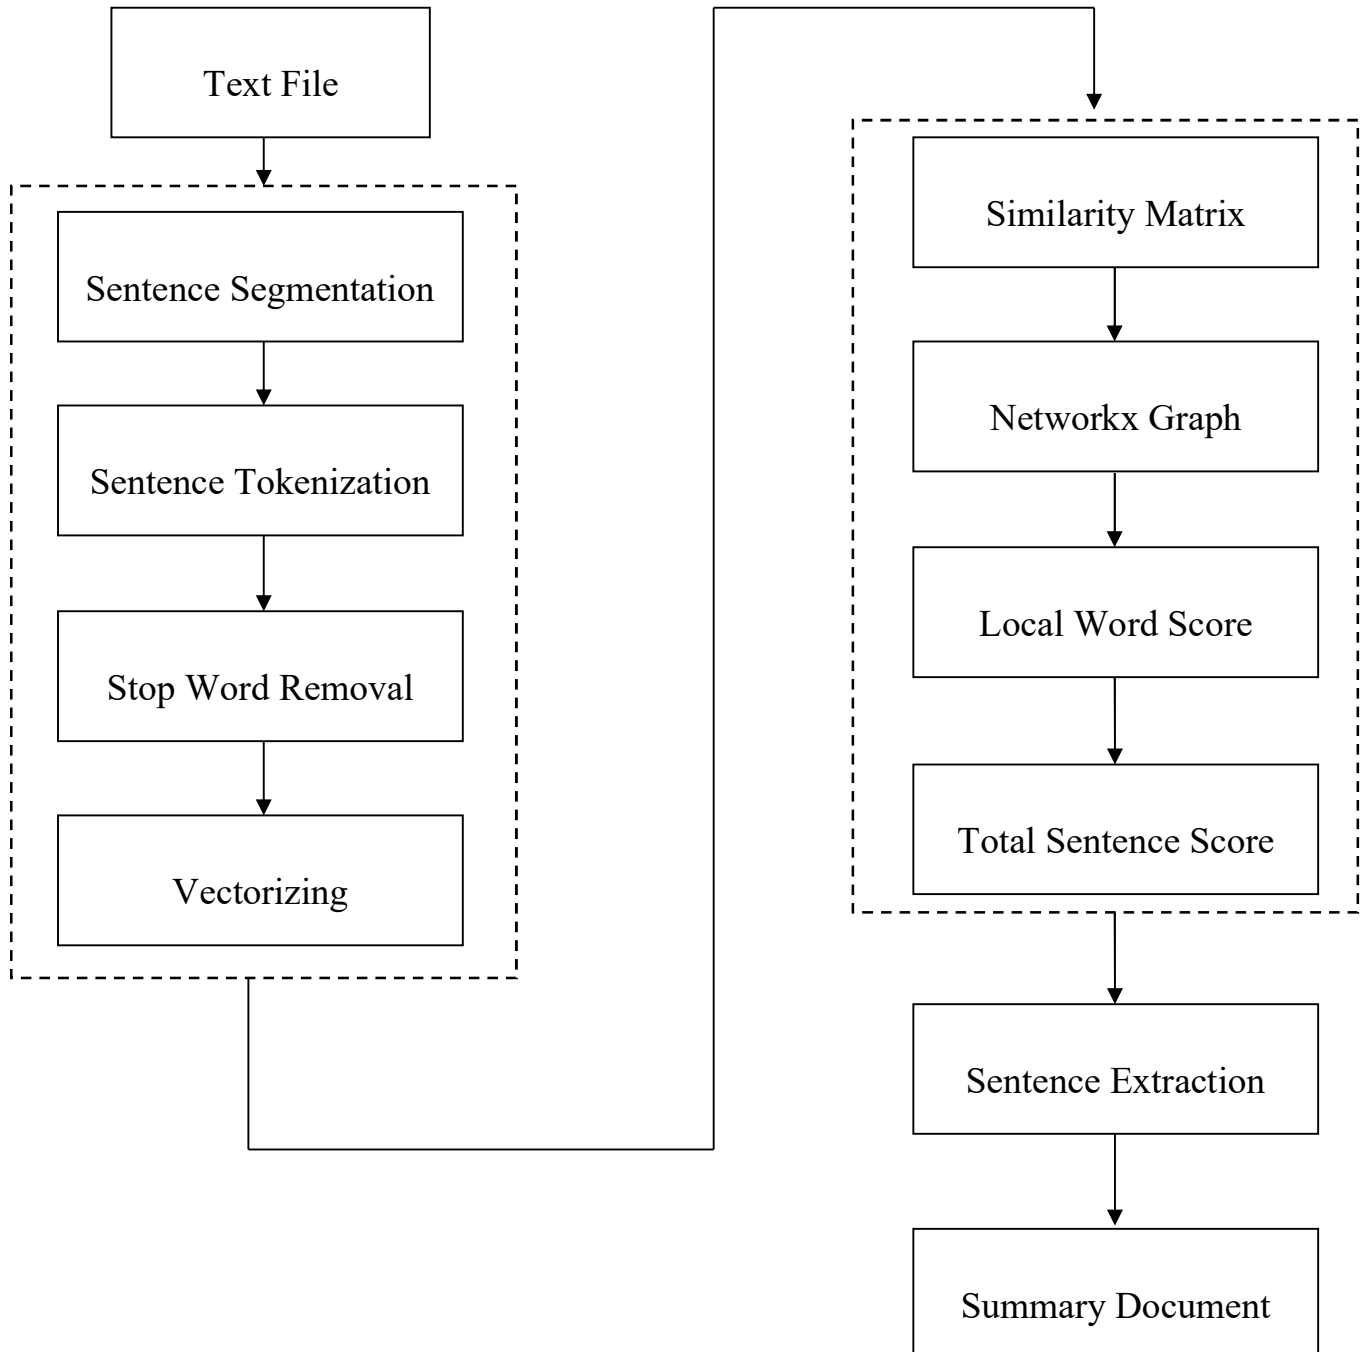 Text File
Sentence Segmentation
Sentence Tokenization
Stop Word Removal
Vectorizing
Similarity Matrix
Networkx Graph
Local Word Score
Total Sentence Score
Sentence Extraction
Summary Document